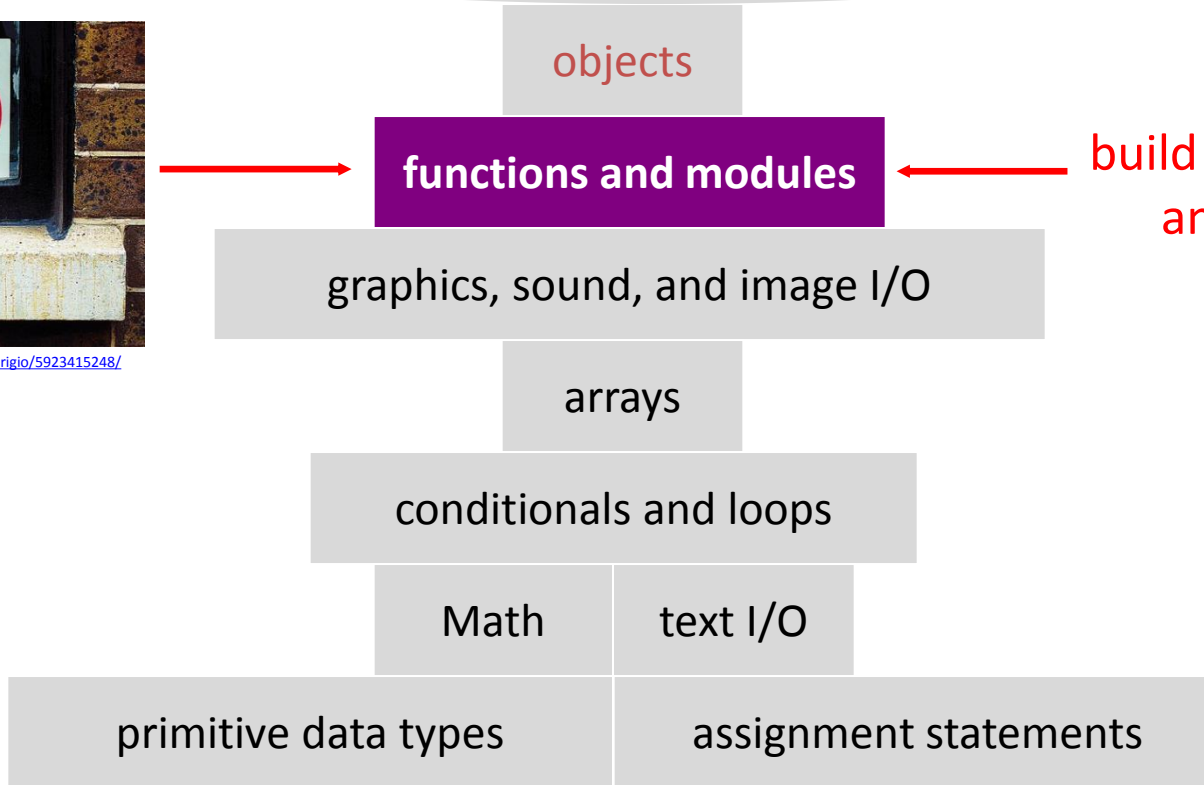 objects
functions and modules
build
graphics, sound, and image I/O
rigio/5923415248/
arrays
conditionals and loops
Math
text I/O
primitive data types
assignment statements